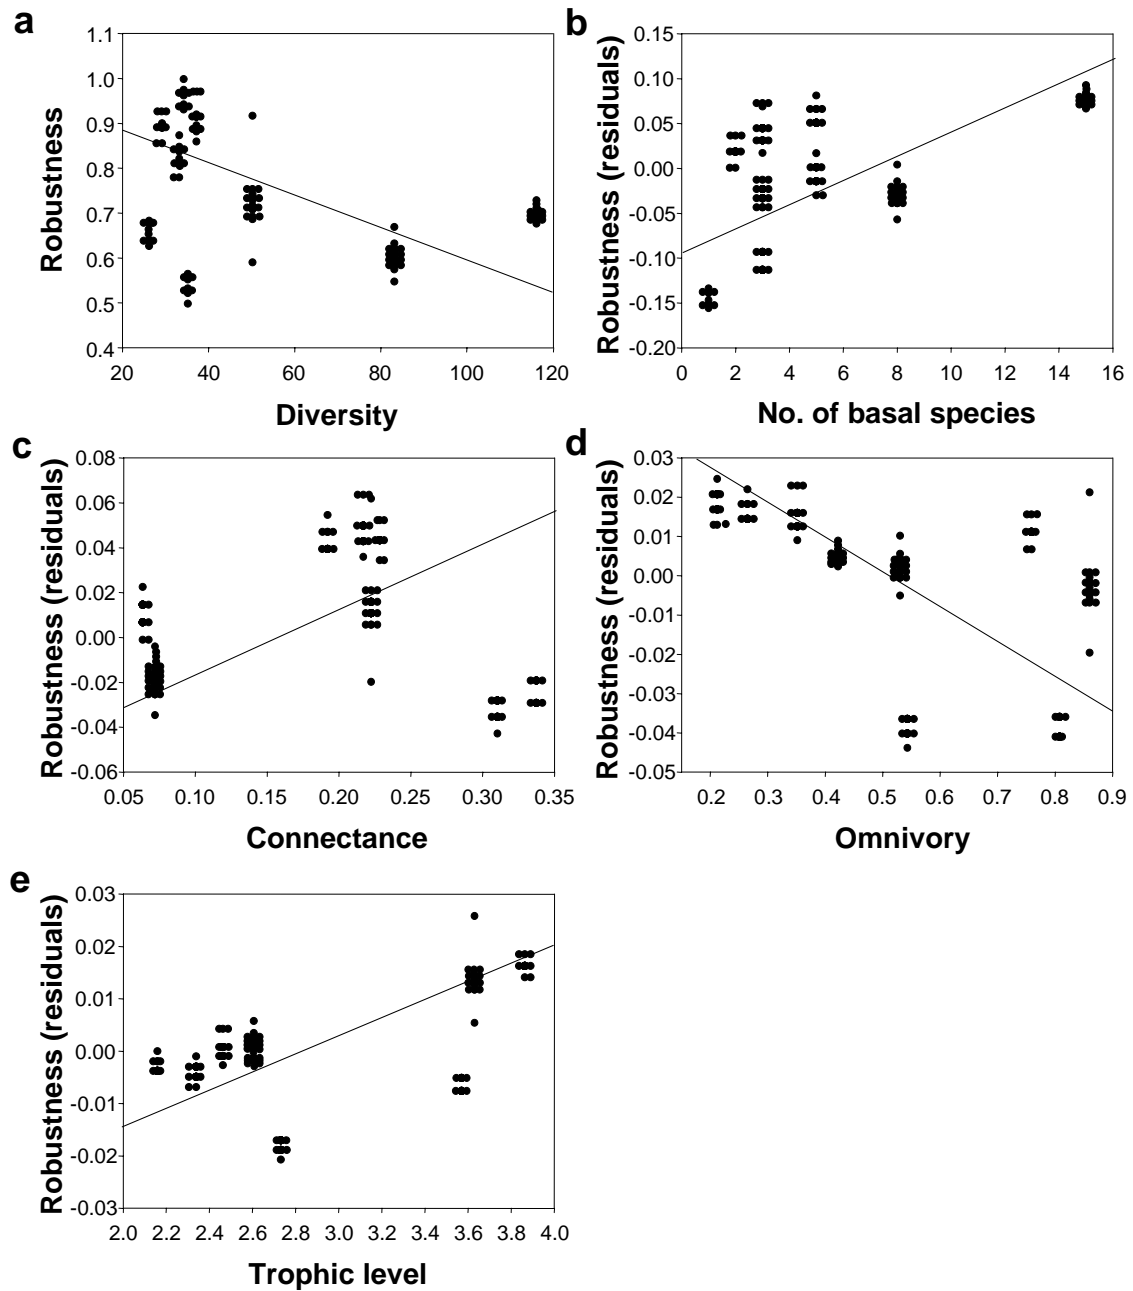 a
Robustness
1.1
1.0
0.9
0.8
0.7
0.6
0.5
0.4
20 40 60 80 100 120
Diversity
b
Robustness (residuals)
0.15
0.10
0.05
0.00
-0.05
-0.10
-0.15
-0.20
0 2 4 6 8 10 12 14 16
No. of basal species
c
Robustness (residuals)
0.08
0.06
0.04
0.02
0.00
-0.02
-0.04
-0.06
0.05 0.10 0.15 0.20 0.25 0.30 0.35
Connectance
d
Robustness (residuals)
0.03
0.02
0.01
0.00
-0.01
-0.02
-0.03
-0.04
-0.05
0.2 0.3 0.4 0.5 0.6 0.7 0.8 0.9
Omnivory
e
Robustness (residuals)
0.03
0.02
0.01
0.00
-0.01
-0.02
-0.03
2.0 2.2 2.4 2.6 2.8 3.0 3.2 3.4 3.6 3.8 4.0
Trophic level